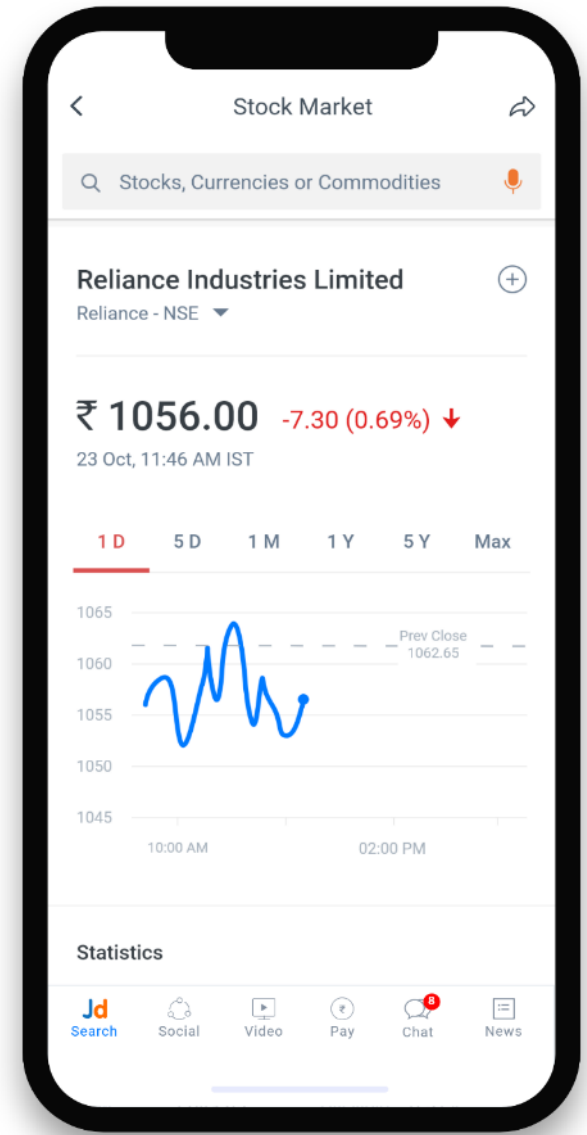 Stock Market
Stocks, Currencies or Commodities
Reliance Industries Limited
Reliance - NSE
₹ 1056.00 -7.30 (0.69%)
23 Oct, 11:46 AM IST
1 D 5 D 1 M 1 Y 5 Y Max
1065
Prev Close
1062.65
1060
1055
1050
1045
10:00 AM 02:00 PM
Statistics
Jd ₹ 8
Search Social Video Pay Chat News